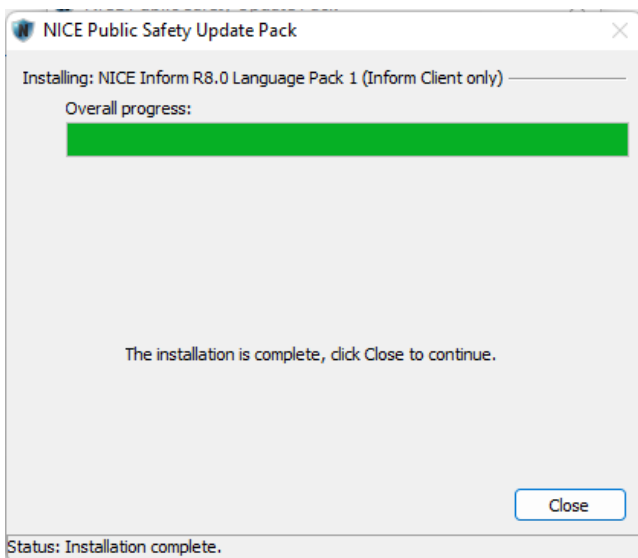 NICE Public Safety Update Pack
Installing: NICE Inform R8.0 Language Pack 1 (Inform Client only)
Overall progress:
The installation is complete, click Close to continue.
Close
Status: Installation complete.